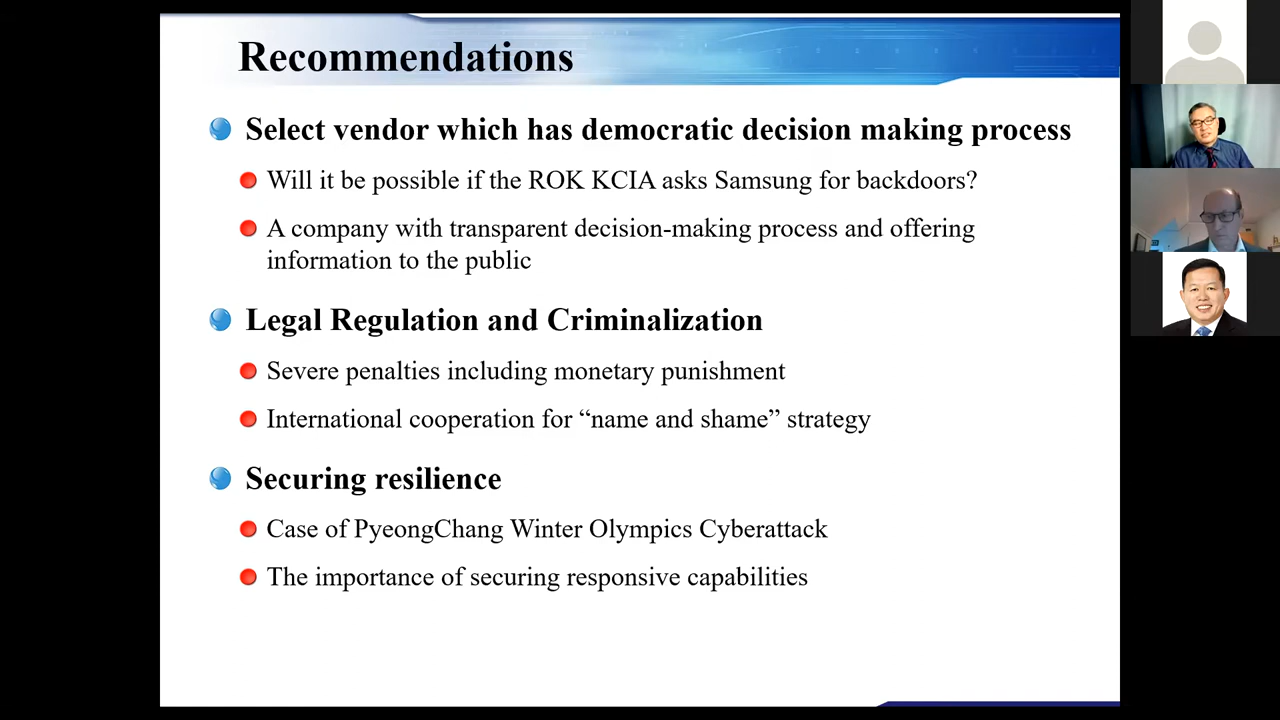 Recommendations
Select vendor which has democratic decision making process
Will it be possible if the ROK KCIA asks Samsung for backdoors?
A company with transparent decision-making process and offering
information to the public
Legal Regulation and Criminalization
Severe penalties including monetary punishment
International cooperation for “name and shame” strategy
Securing resilience
Case of PyeongChang Winter Olympics Cyberattack
The importance of securing responsive capabilities